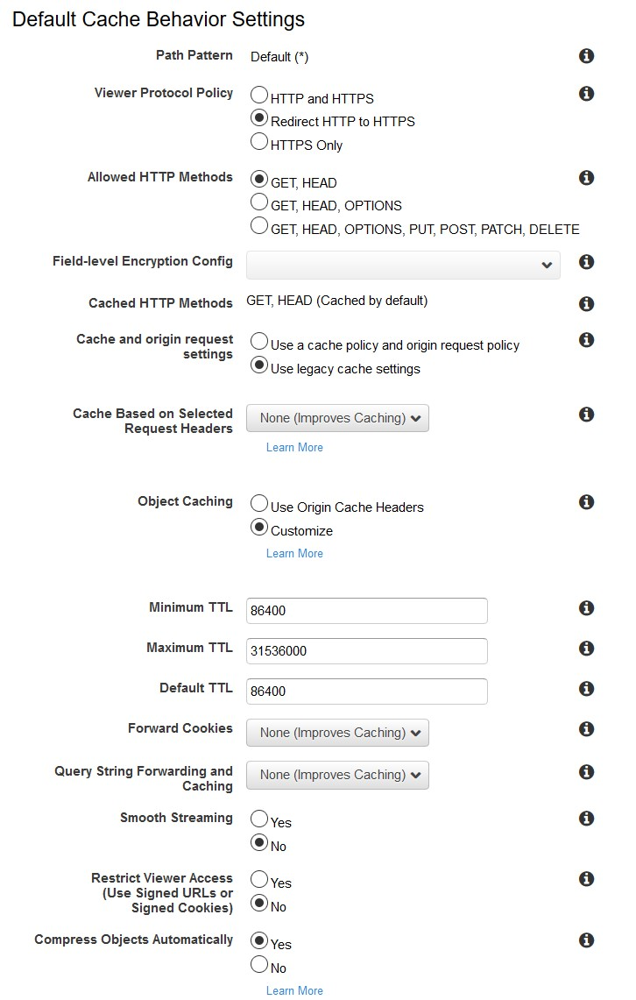 Default Cache Behavior Settings
Path Pattern Default (*)
Viewer Protocol Policy HTTP and HTTPS
Redirect HTTP to HTTPS
HTTPS Only
Allowed HTTP Methods GET, HEAD
GET, HEAD, OPTIONS
GET, HEAD, OPTIONS, PUT, POST, PATCH, DELETE
Field-level Encryption Config
Cached HTTP Methods GET, HEAD (Cached by default)
Cache and origin request
settings
Use a cache policy and origin request policy
Use legacy cache settings
Cache Based on Selected
Request Headers
None (Improves Caching)
Learn More
Object Caching Use Origin Cache Headers
Customize
Learn More
Minimum TTL 86400
Maximum TTL 31536000
Default TTL 86400
Forward Cookies None (Improves Caching)
Query String Forwarding and
Caching
None (Improves Caching)
Smooth Streaming Yes
No
Restrict Viewer Access
(Use Signed URLs or
Signed Cookies)
Yes
No
Compress Objects Automatically Yes
No
Learn More